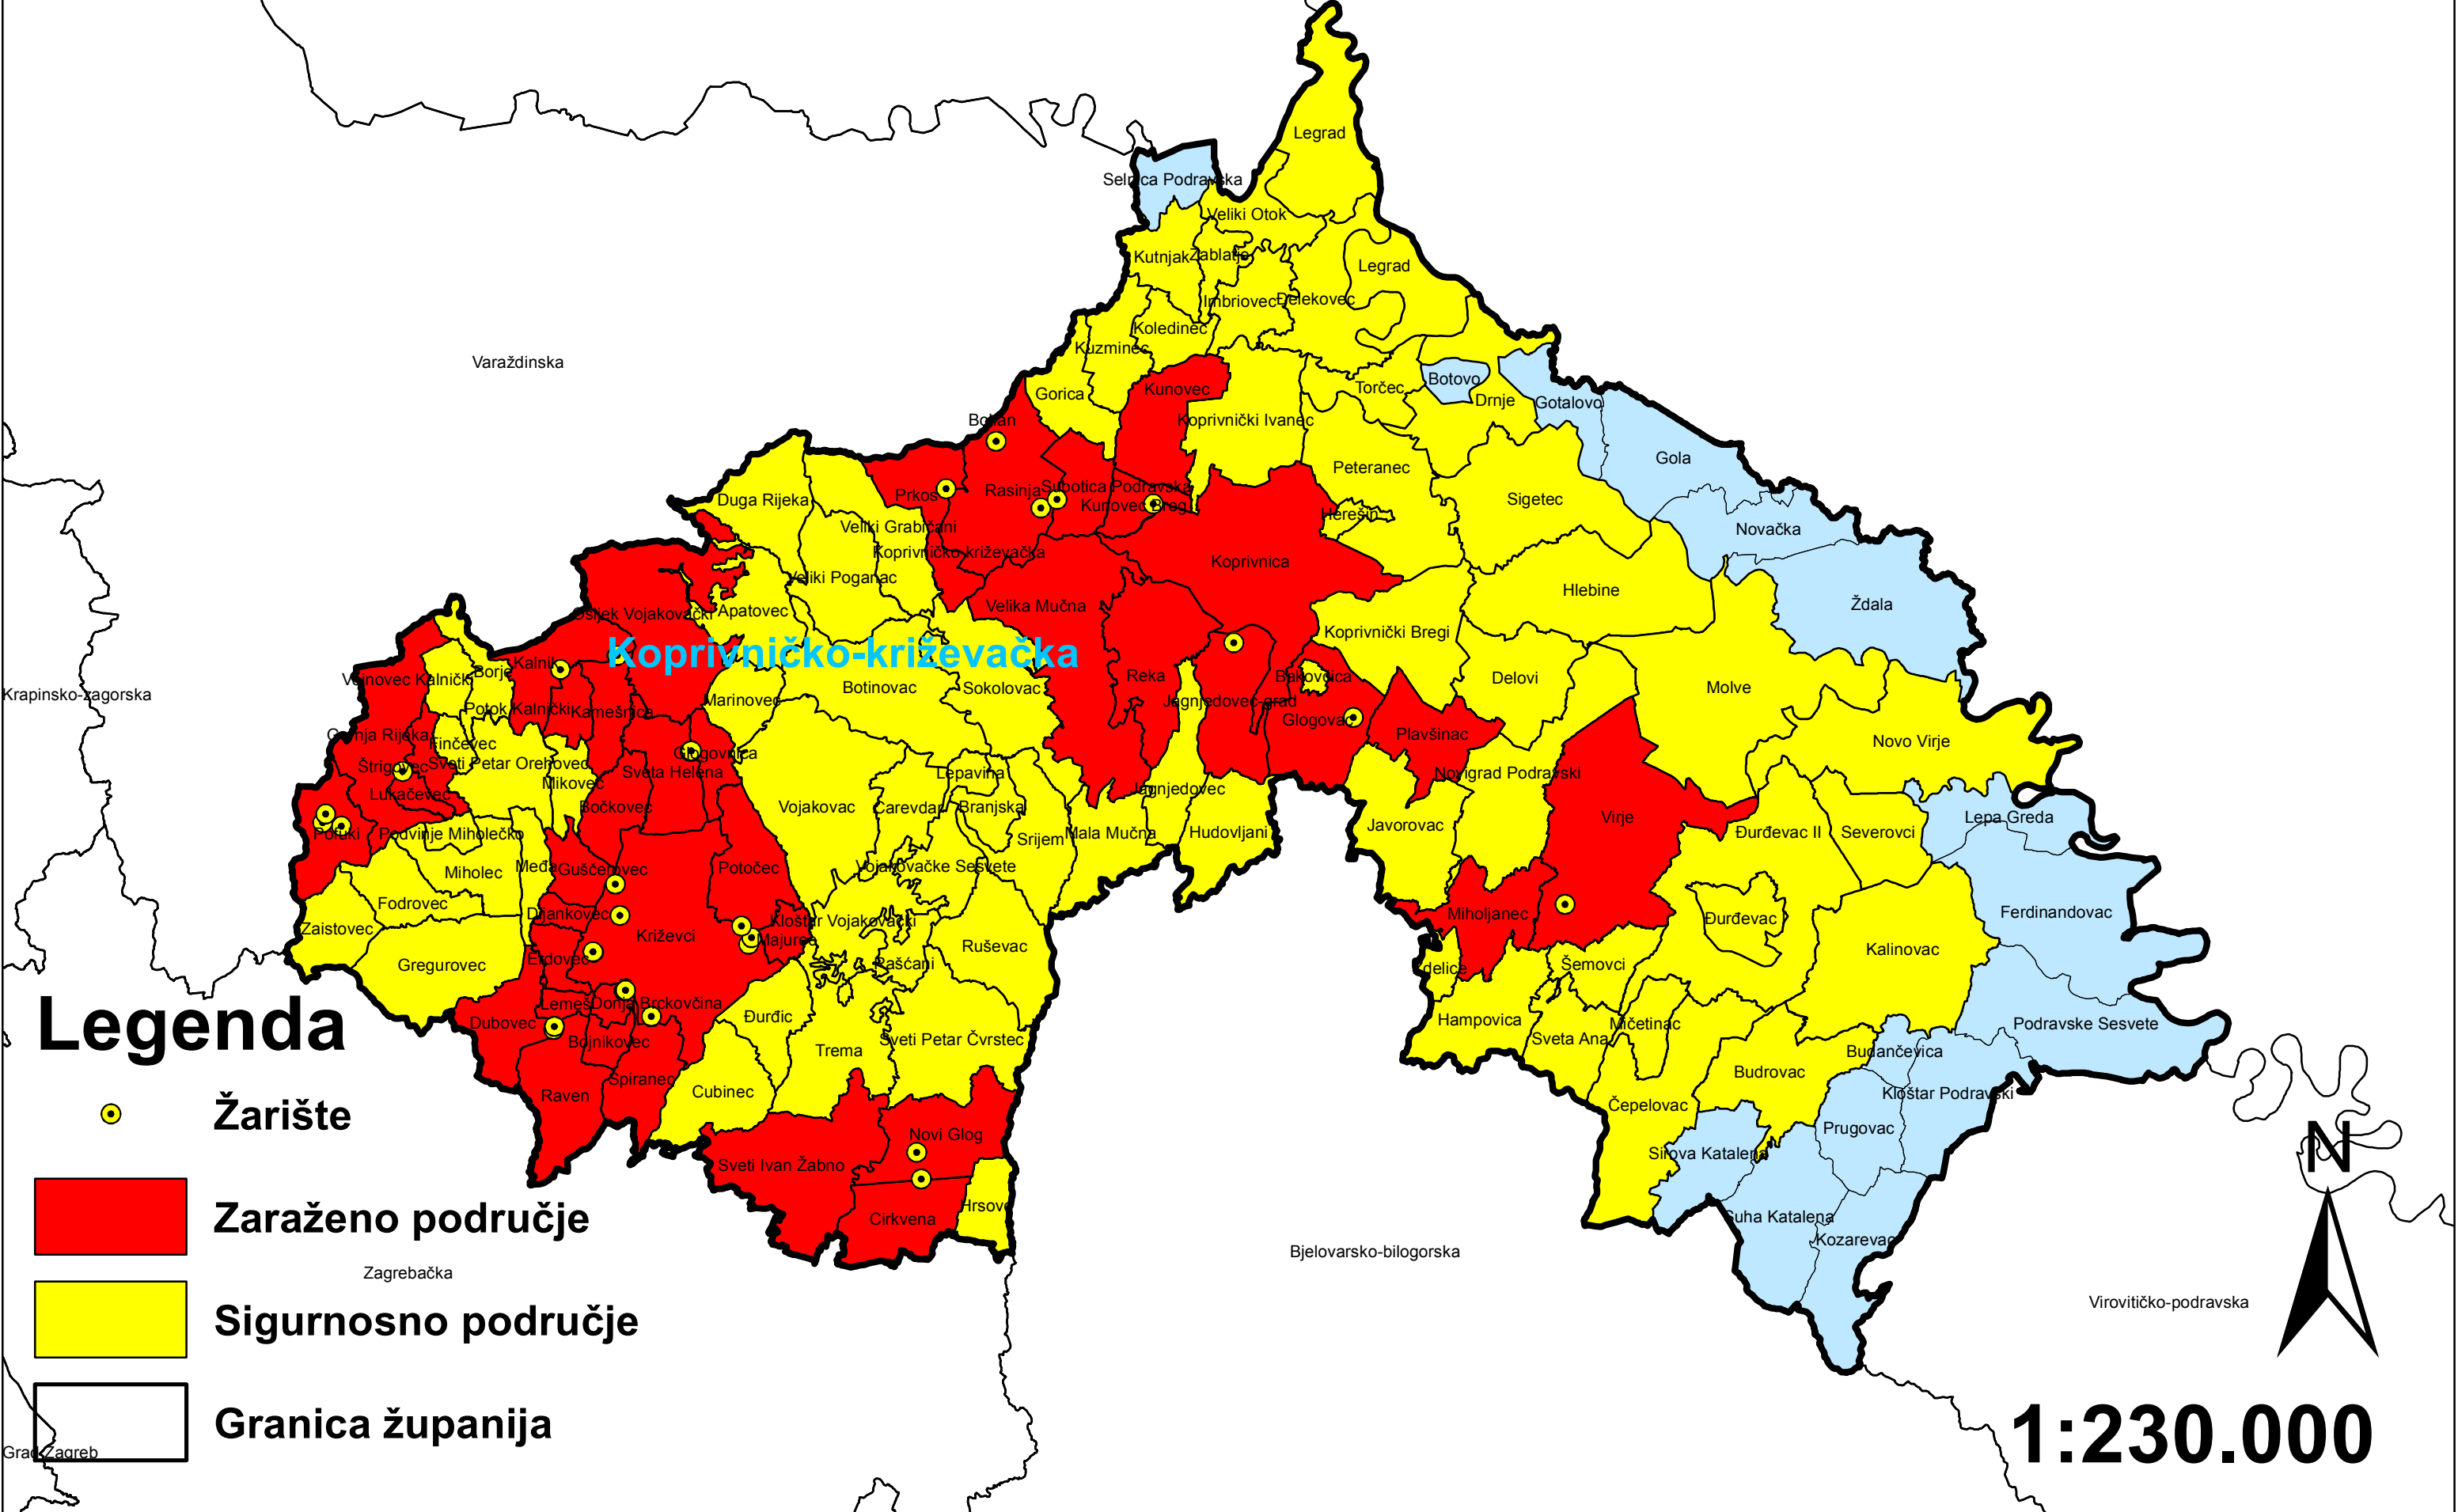 Legrad
Selnica Podravska
Veliki Otok
Kutnjak
Zablatje
Legrad
Imbriovec
Đelekovec
Koledinec
Kuzminec
Varaždinska
Gorica
Kunovec
Torčec
Botovo
Drnje
Gotalovo
Koprivnički Ivanec
Bolfan
Gola
Peteranec
Duga Rijeka
Prkos
Rasinja
Subotica Podravska
Kunovec Breg
Sigetec
Herešin
Veliki Grabičani
Novačka
Koprivničko-križevačka
Koprivnica
Veliki Poganac
Hlebine
Velika Mučna
Ždala
Osijek Vojakovački
Apatovec
Koprivnički Bregi
Koprivničko-križevačka
Kalnik
Borje
Vojnovec Kalnički
Reka
Bakovčica
Delovi
Krapinsko-zagorska
Botinovac
Sokolovac
Molve
Marinovec
Jagnjedovec-grad
Potok Kalnički
Kamešnica
Glogovac
Plavšinac
Gornja Rijeka
Finčevec
Novo Virje
Glogovnica
Štrigovec
Sveti Petar Orehovec
Sveta Helena
Lepavina
Novigrad Podravski
Mikovec
Lukačevec
Jagnjedovec
Bočkovec
Vojakovac
Carevdar
Branjska
Virje
Lepa Greda
Pofuki
Podvinje Miholečko
Srijem
Mala Mučna
Hudovljani
Javorovac
Đurđevac II
Severovci
Miholec
Međa
Guščerovec
Potočec
Vojakovačke Sesvete
Fodrovec
Dijankovec
Kloštar Vojakovački
Miholjanec
Đurđevac
Ferdinandovac
Zaistovec
Križevci
Majurec
Ruševac
Kalinovac
Gregurovec
Erdovec
Pašćani
Zdelice
Šemovci
Legenda
Lemeš
Donja Brckovčina
Dubovec
Đurđic
Hampovica
Mičetinac
Podravske Sesvete
Bojnikovec
Trema
Sveti Petar Čvrstec
Sveta Ana
Budančevica
Špiranec
Cubinec
Budrovac
Raven
Čepelovac
Kloštar Podravski
Žarište
Novi Glog
Prugovac
N
Sveti Ivan Žabno
Sirova Katalena
Zaraženo područje
Cirkvena
Hrsovo
Suha Katalena
Kozarevac
Bjelovarsko-bilogorska
Zagrebačka
Virovitičko-podravska
Sigurnosno područje
Granica županija
1:230.000
Grad Zagreb